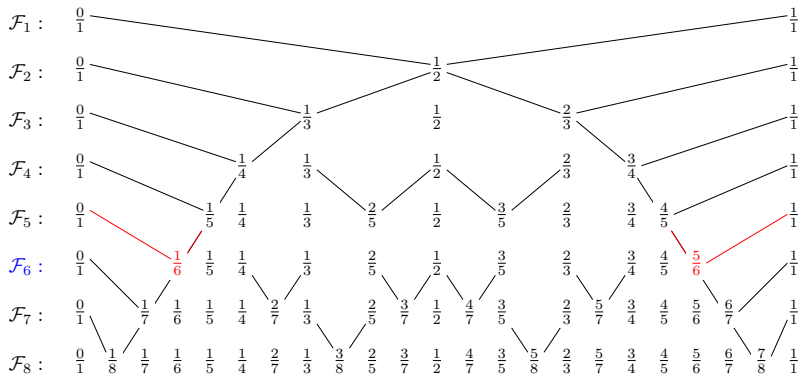 𝓕₁ : 0/1 1/1
𝓕₂ : 0/1 1/2 1/1
𝓕₃ : 0/1 1/3 1/2 2/3 1/1
𝓕₄ : 0/1 1/4 1/3 1/2 2/3 3/4 1/1
𝓕₅ : 0/1 1/5 1/4 1/3 2/5 1/2 3/5 2/3 3/4 4/5 1/1
𝓕₆ : 0/1 1/6 1/5 1/4 1/3 2/5 1/2 3/5 2/3 3/4 4/5 5/6 1/1
𝓕₇ : 0/1 1/7 1/6 1/5 1/4 2/7 1/3 2/5 3/7 1/2 4/7 3/5 2/3 5/7 3/4 4/5 5/6 6/7 1/1
𝓕₈ : 0/1 1/8 1/7 1/6 1/5 1/4 2/7 1/3 3/8 2/5 3/7 1/2 4/7 3/5 5/8 2/3 5/7 3/4 4/5 5/6 6/7 7/8 1/1